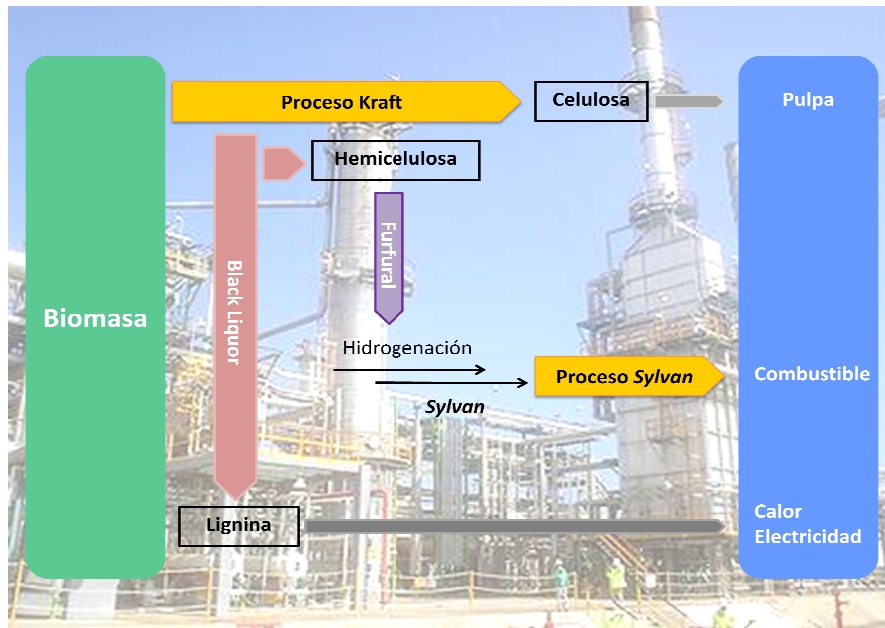 Proceso Kraft
Celulosa
Pulpa
Hemicelulosa
Furfural
Black Liquor
Biomasa
Hidrogenación
Sylvan
Proceso Sylvan
Combustible
Lignina
Calor
Electricidad